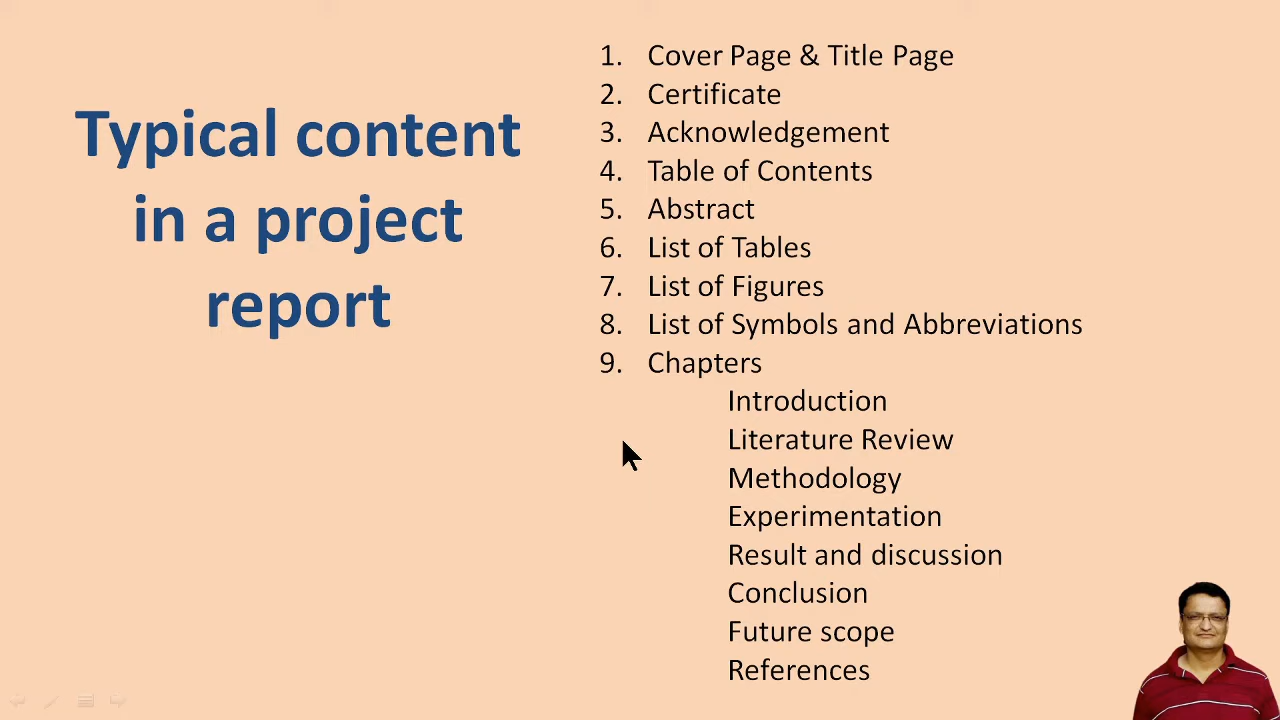 Typical content
in a project
report
1. Cover Page & Title Page
2. Certificate
3. Acknowledgement
4. Table of Contents
5. Abstract
6. List of Tables
7. List of Figures
8. List of Symbols and Abbreviations
9. Chapters
Introduction
Literature Review
Methodology
Experimentation
Result and discussion
Conclusion
Future scope
References